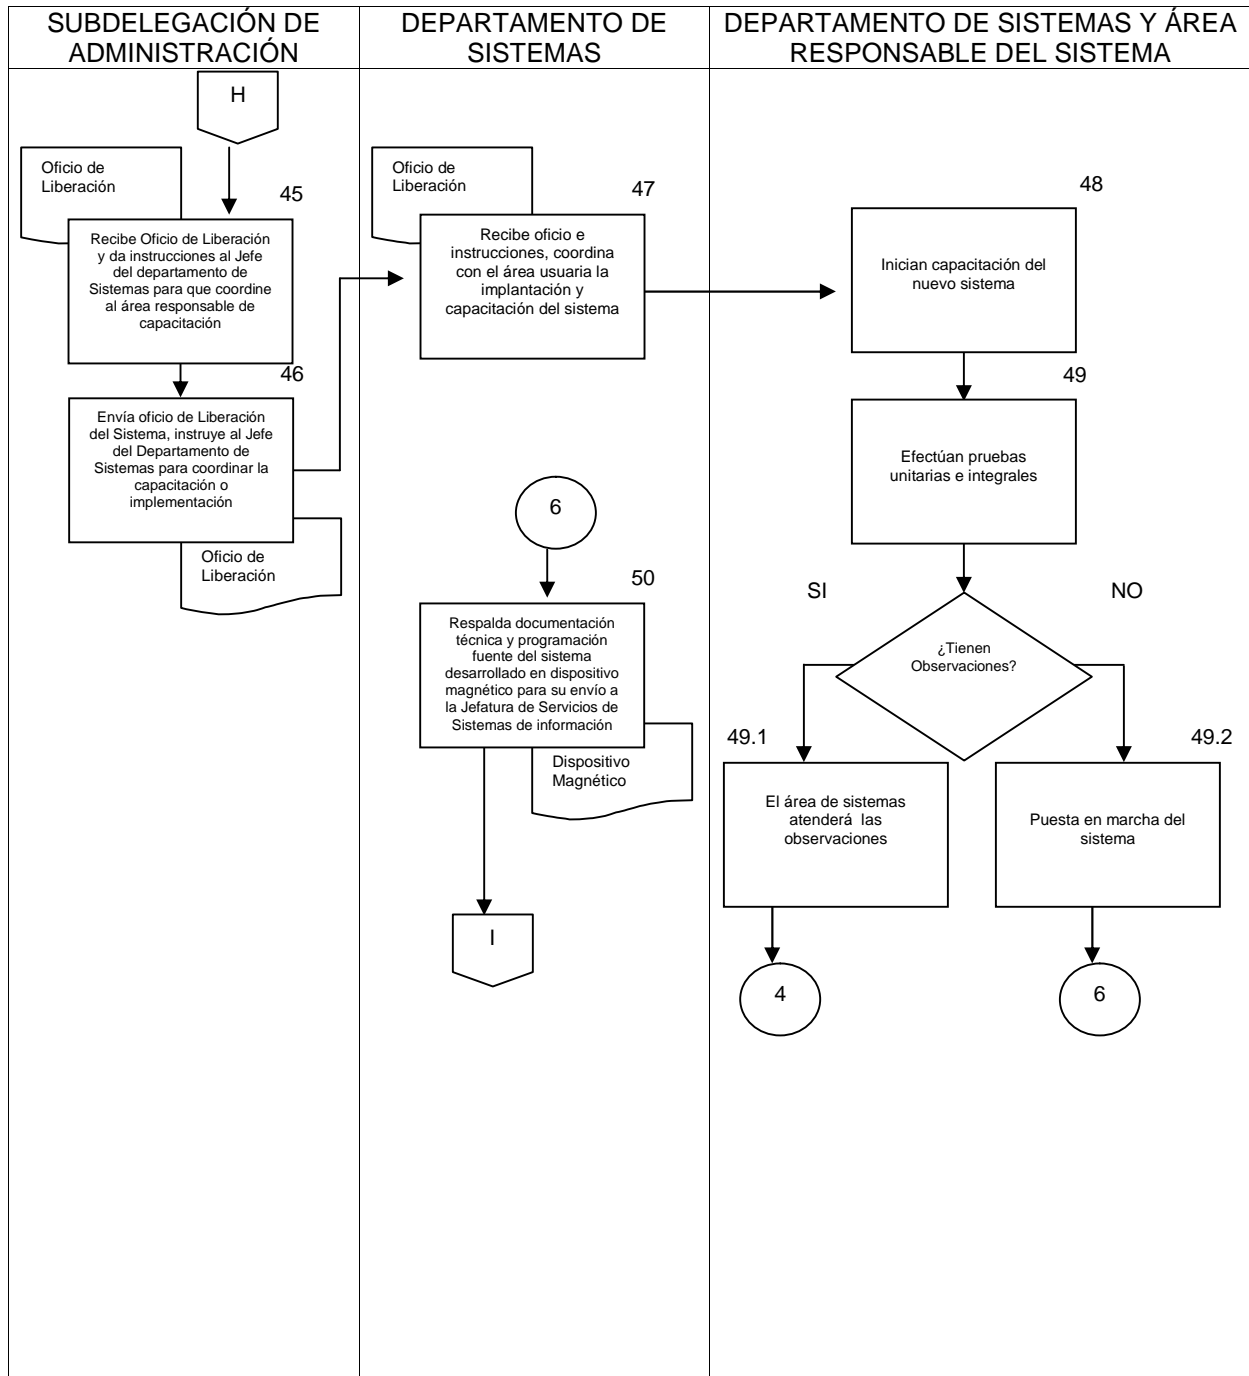 SUBDELEGACIÓN DE
ADMINISTRACIÓN
DEPARTAMENTO DE
SISTEMAS
DEPARTAMENTO DE SISTEMAS Y ÁREA
RESPONSABLE DEL SISTEMA
H
Oficio de
Liberación
45
Recibe Oficio de Liberación
y da instrucciones al Jefe
del departamento de
Sistemas para que coordine
al área responsable de
capacitación
46
Envía oficio de Liberación
del Sistema, instruye al Jefe
del Departamento de
Sistemas para coordinar la
capacitación o
implementación
Oficio de
Liberación
Oficio de
Liberación
47
Recibe oficio e
instrucciones, coordina
con el área usuaria la
implantación y
capacitación del sistema
6
50
Respalda documentación
técnica y programación
fuente del sistema
desarrollado en dispositivo
magnético para su envío a
la Jefatura de Servicios de
Sistemas de información
Dispositivo
Magnético
I
48
Inician capacitación del
nuevo sistema
49
Efectúan pruebas
unitarias e integrales
SI
NO
¿Tienen
Observaciones?
49.1
El área de sistemas
atenderá las
observaciones
49.2
Puesta en marcha del
sistema
4
6